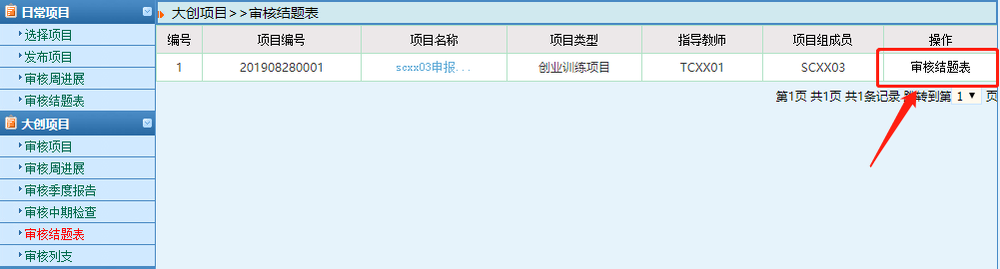 日常项目
选择项目
发布项目
审核周进展
审核结题表
大创项目
审核项目
审核周进展
审核季度报告
审核中期检查
审核结题表
审核列支
大创项目>>审核结题表
编号 项目编号 项目名称 项目类型 指导教师 项目组成员 操作
1 201908280001 scxx03申报... 创业训练项目 TCXX01 SCXX03 审核结题表
第1页 共1页 共1条记录 跳转到第 1 页